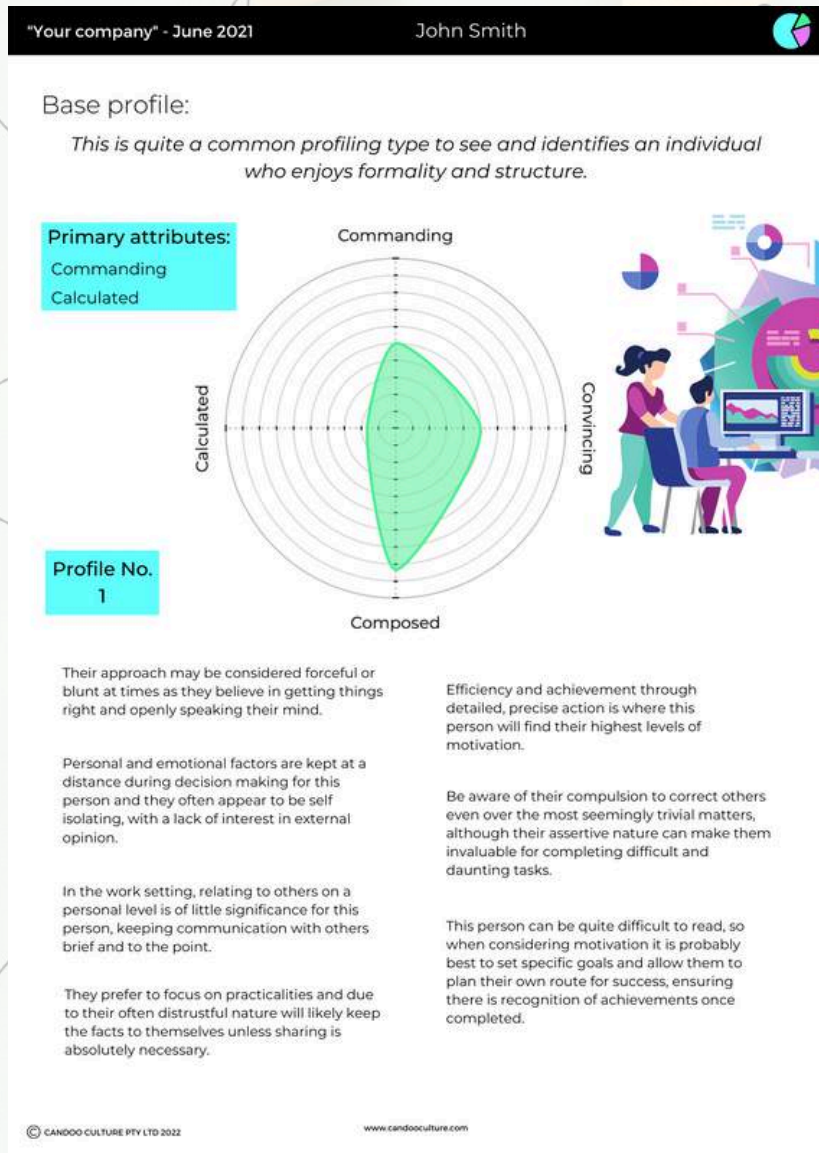 "Your company" - June 2021
John Smith
Base profile:
This is quite a common profiling type to see and identifies an individual
who enjoys formality and structure.
Primary attributes:
Commanding
Calculated
Commanding
Calculated
Convincing
Composed
Profile No.
1
Their approach may be considered forceful or
blunt at times as they believe in getting things
right and openly speaking their mind.
Personal and emotional factors are kept at a
distance during decision making for this
person and they often appear to be self
isolating, with a lack of interest in external
opinion.
In the work setting, relating to others on a
personal level is of little significance for this
person, keeping communication with others
brief and to the point.
They prefer to focus on practicalities and due
to their often distrustful nature will likely keep
the facts to themselves unless sharing is
absolutely necessary.
Efficiency and achievement through
detailed, precise action is where this
person will find their highest levels of
motivation.
Be aware of their compulsion to correct others
even over the most seemingly trivial matters,
although their assertive nature can make them
invaluable for completing difficult and
daunting tasks.
This person can be quite difficult to read, so
when considering motivation it is probably
best to set specific goals and allow them to
plan their own route for success, ensuring
there is recognition of achievements once
completed.
© CANDOO CULTURE PTY LTD 2022
www.candooculture.com